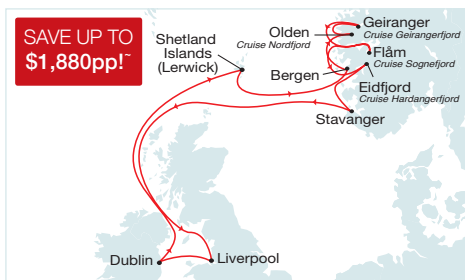 SAVE UP TO
$1,880pp!~
Shetland
Islands
(Lerwick)
Geiranger
Cruise Geirangerfjord
Olden
Cruise Nordfjord
Flåm
Cruise Sognefjord
Bergen
Eidfjord
Cruise Hardangerfjord
Stavanger
Dublin
Liverpool